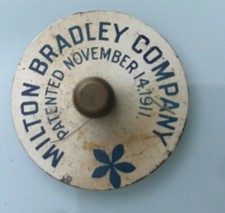 MILTON BRADLEY COMPANY
PATENTED NOVEMBER 14, 1911.